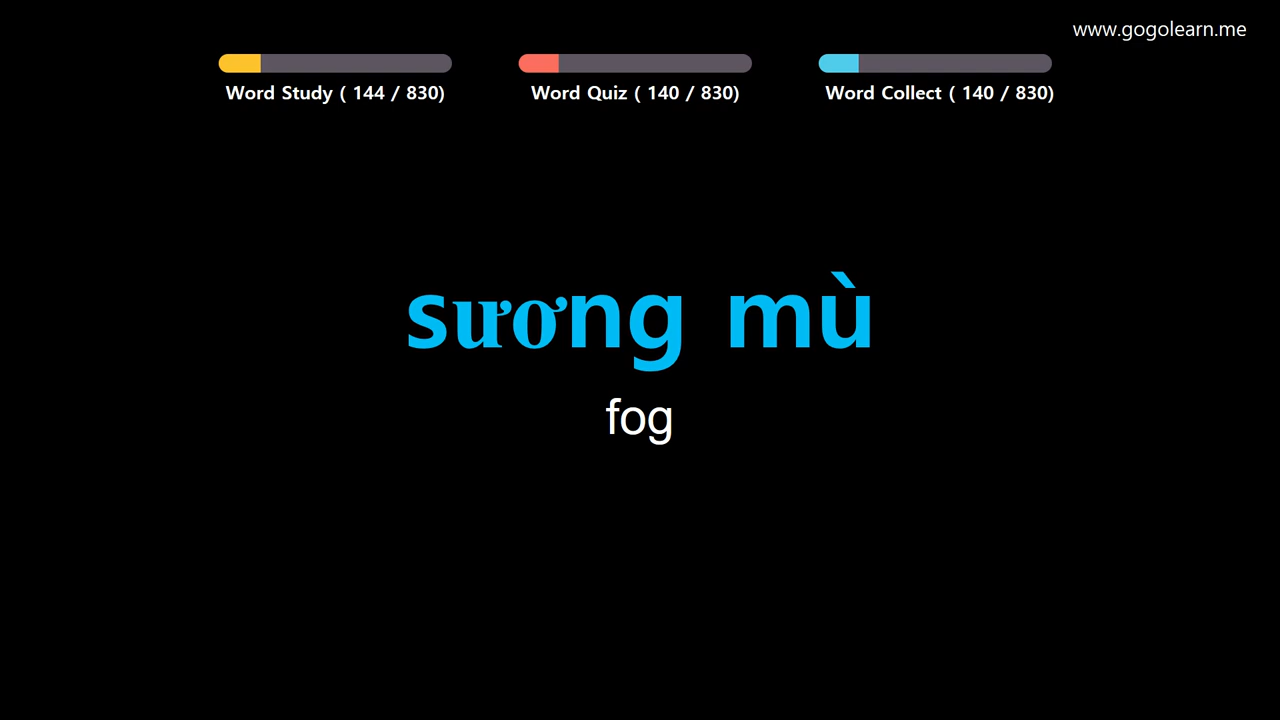 www.gogolearn.me
Word Study ( 144 / 830)
Word Quiz ( 140 / 830)
Word Collect ( 140 / 830)
sương mù
fog